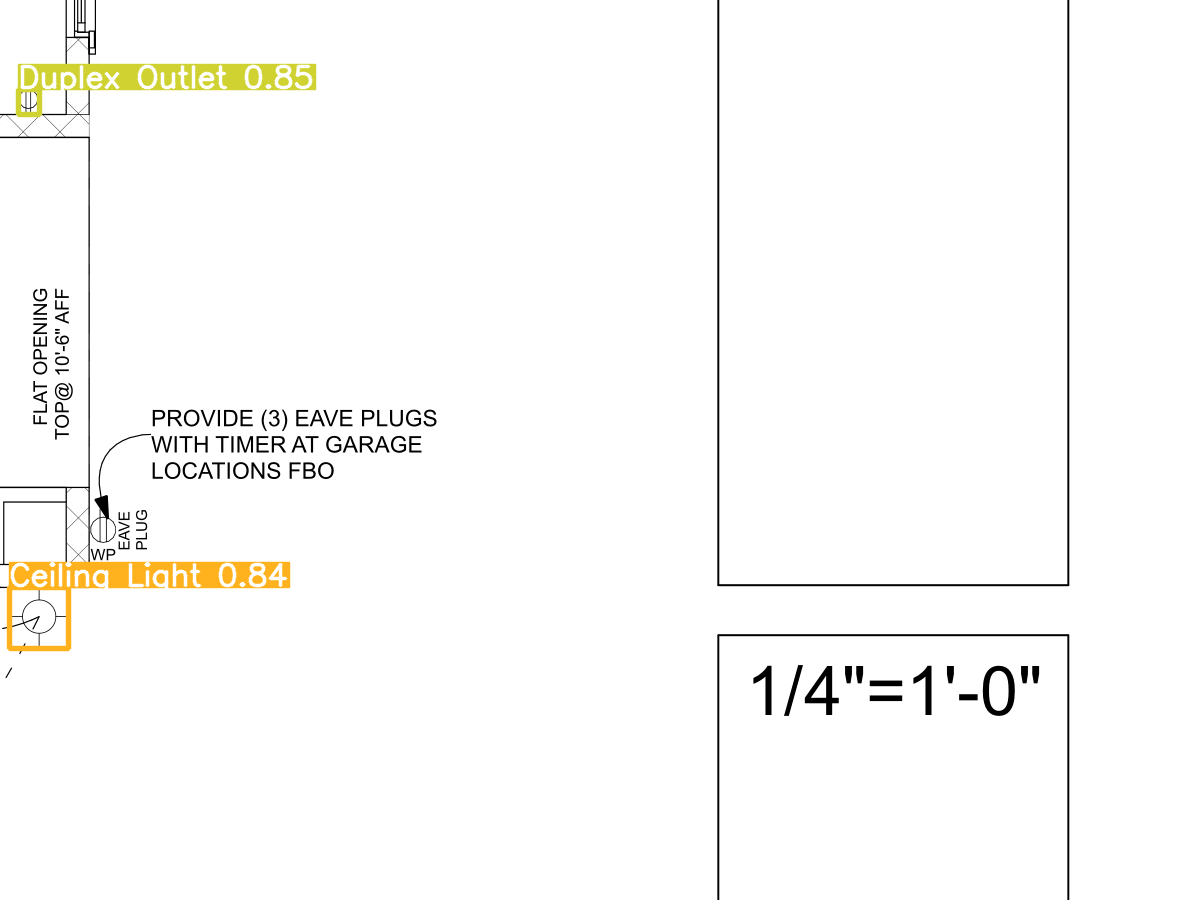 Duplex Outlet 0.85
FLAT OPENING
TOP@ 10'-6" AFF
PROVIDE (3) EAVE PLUGS
WITH TIMER AT GARAGE
LOCATIONS FBO
EAVE
PLUG
WP
Ceiling Light 0.84
1/4"=1'-0"